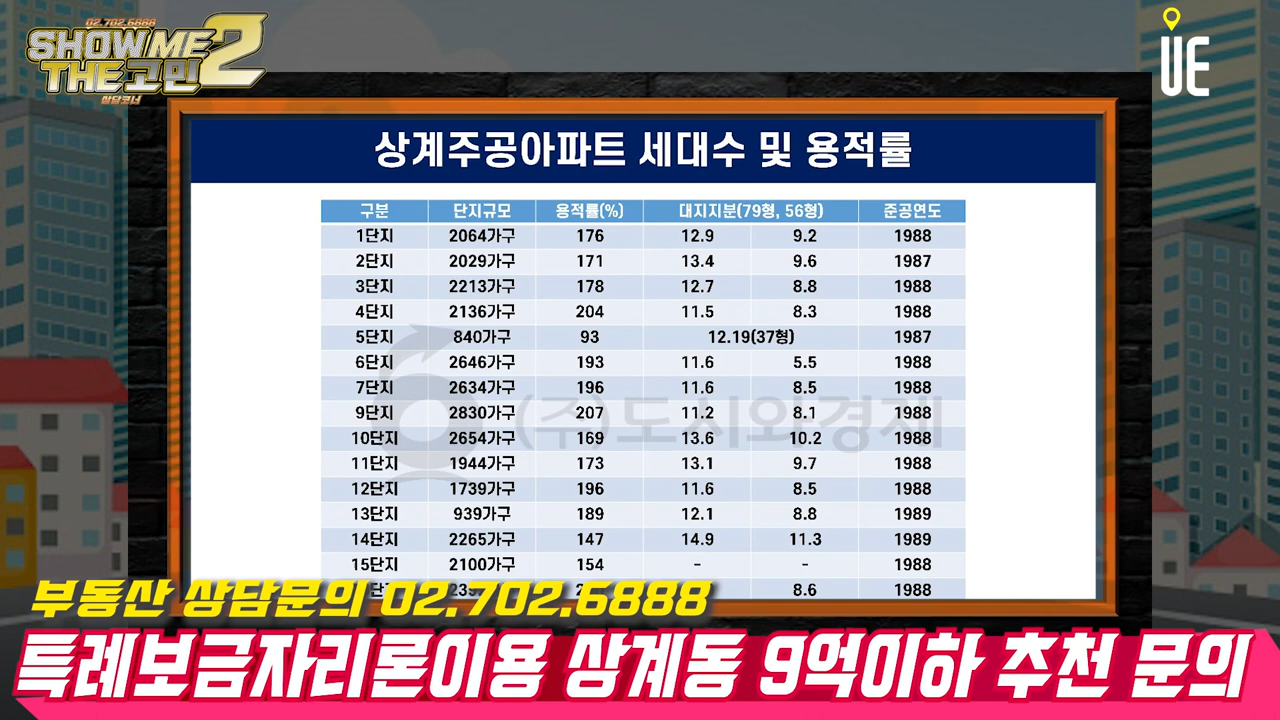 02.702.6888
SHOW ME
THE고민2
상담코너
UE
상계주공아파트 세대수 및 용적률
구분 단지규모 용적률(%) 대지지분(79형, 56형) 준공연도
1단지 2064가구 176 12.9 9.2 1988
2단지 2029가구 171 13.4 9.6 1987
3단지 2213가구 178 12.7 8.8 1988
4단지 2136가구 204 11.5 8.3 1988
5단지 840가구 93 12.19(37형) 1987
6단지 2646가구 193 11.6 5.5 1988
7단지 2634가구 196 11.6 8.5 1988
9단지 2830가구 207 11.2 8.1 1988
10단지 2654가구 169 13.6 10.2 1988
11단지 1944가구 173 13.1 9.7 1988
12단지 1739가구 196 11.6 8.5 1988
13단지 939가구 189 12.1 8.8 1989
14단지 2265가구 147 14.9 11.3 1989
15단지 2100가구 154 - - 1988
8.6 1988
(주)도시와경제
부동산 상담문의 02.702.6888
특례보금자리론이용 상계동 9억이하 추천 문의